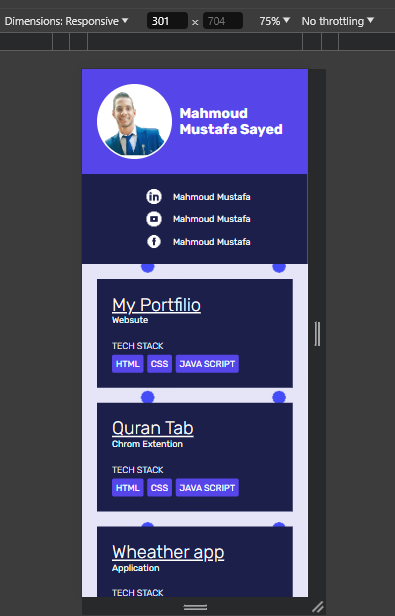 Dimensions: Responsive 301 x 704 75% No throttling
Mahmoud
Mustafa Sayed
in Mahmoud Mustafa
Mahmoud Mustafa
f Mahmoud Mustafa
My Portfilio
Websute
TECH STACK
HTML CSS JAVA SCRIPT
Quran Tab
Chrom Extention
TECH STACK
HTML CSS JAVA SCRIPT
Wheather app
Application
TECH STACK